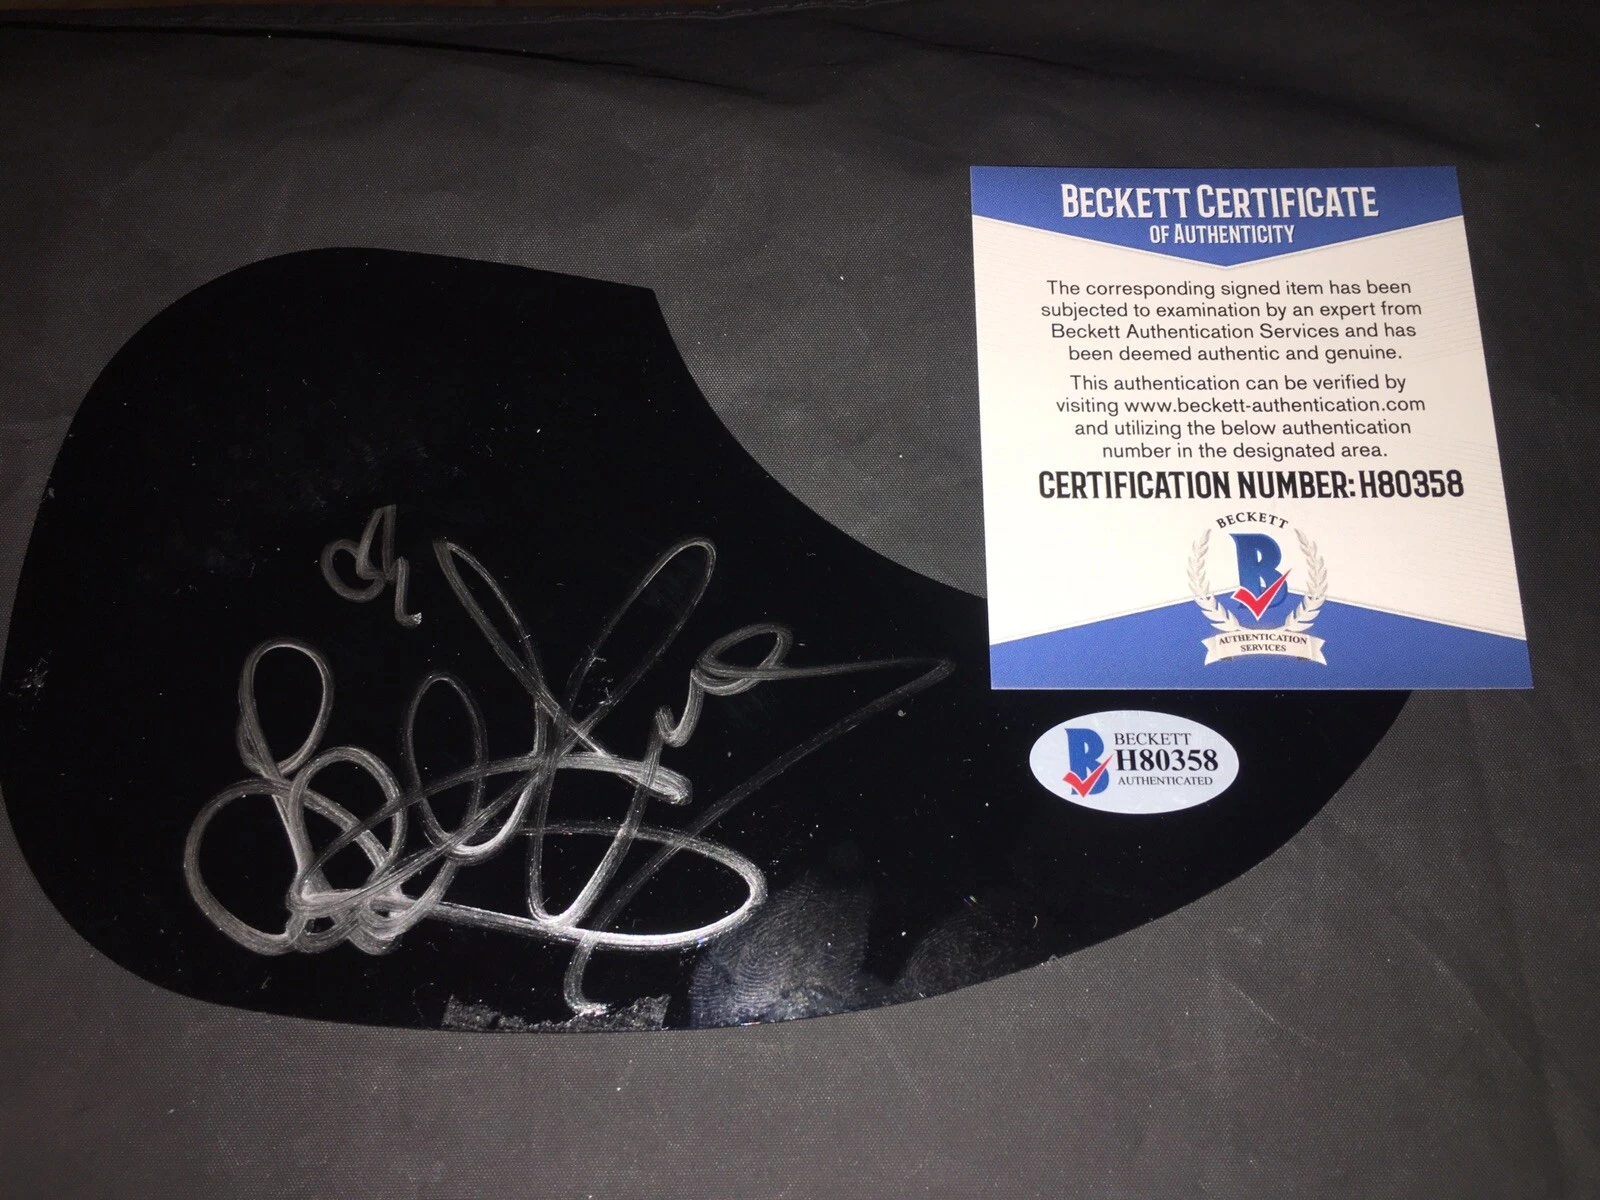 BECKETT CERTIFICATE
OF AUTHENTICITY
The corresponding signed item has been
subjected to examination by an expert from
Beckett Authentication Services and has
been deemed authentic and genuine.
This authentication can be verified by
visiting www.beckett-authentication.com
and utilizing the below authentication
number in the designated area.
CERTIFICATION NUMBER: H80358
BECKETT
B
AUTHENTICATION
SERVICES
B
BECKETT
H80358
AUTHENTICATED